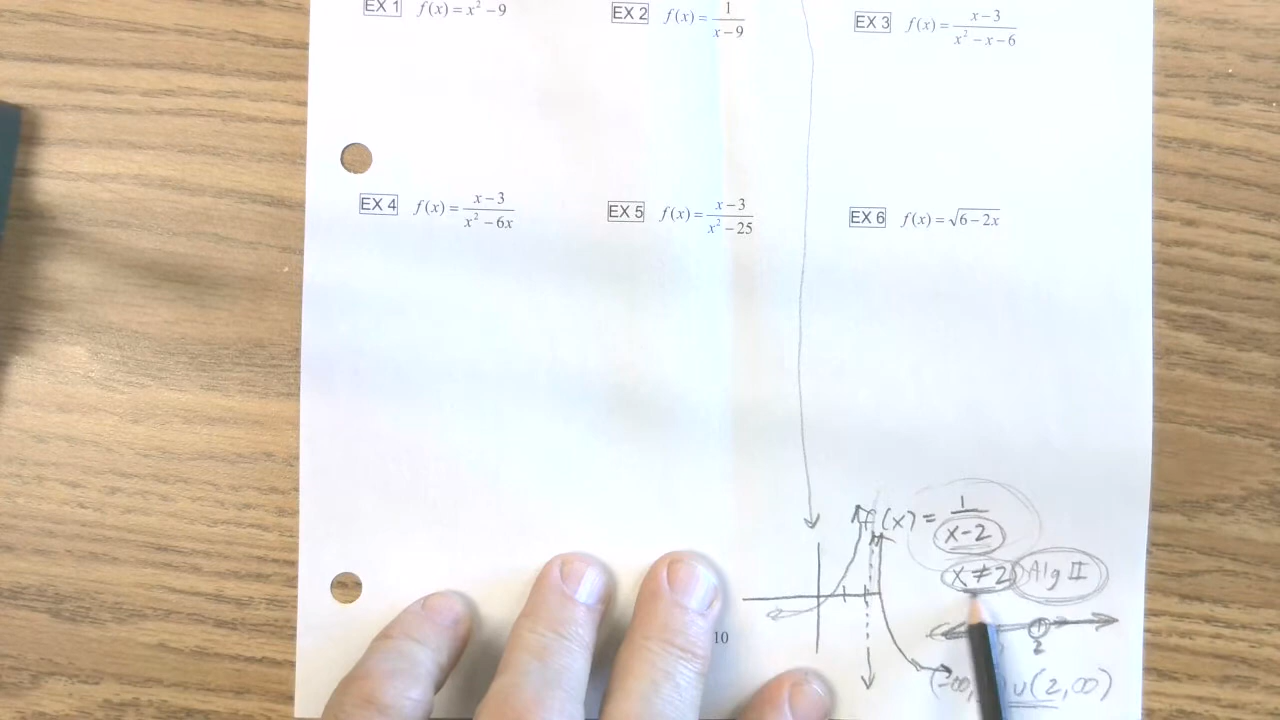 EX 1 f(x) = x² − 9
EX 2 f(x) = 1/(x − 9)
EX 3 f(x) = (x − 3)/(x² − x − 6)
EX 4 f(x) = (x − 3)/(x² − 6x)
EX 5 f(x) = (x − 3)/(x² − 25)
EX 6 f(x) = √(6 − 2x)
f(x) = 1/(x−2)
x ≠ 2 Alg II
2
10
(-∞, ) ∪ (2, ∞)